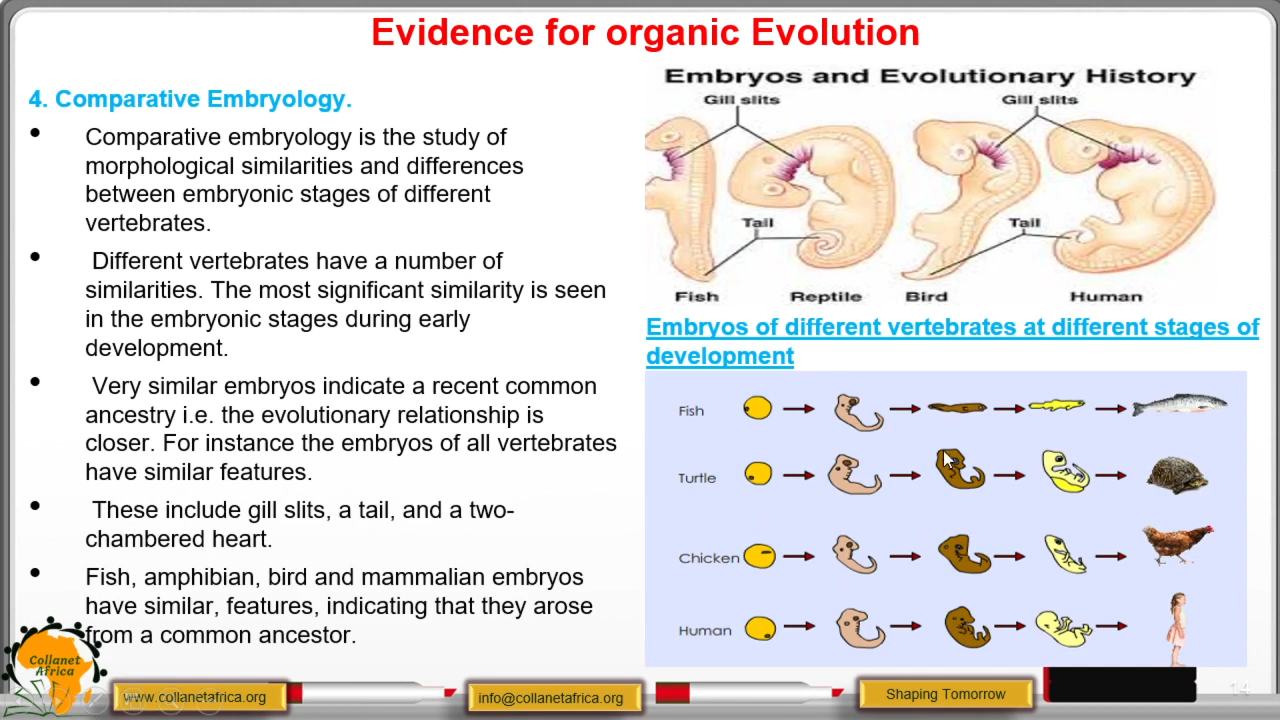 Evidence for organic Evolution
4. Comparative Embryology.
• Comparative embryology is the study of
morphological similarities and differences
between embryonic stages of different
vertebrates.
• Different vertebrates have a number of
similarities. The most significant similarity is seen
in the embryonic stages during early
development.
• Very similar embryos indicate a recent common
ancestry i.e. the evolutionary relationship is
closer. For instance the embryos of all vertebrates
have similar features.
• These include gill slits, a tail, and a two-
chambered heart.
• Fish, amphibian, bird and mammalian embryos
have similar, features, indicating that they arose
from a common ancestor.
Embryos and Evolutionary History
Gill slits
Gill slits
Tail
Tail
Fish
Reptile
Bird
Human
Embryos of different vertebrates at different stages of
development
Fish
Turtle
Chicken
Human
Collanet
Africa
www.collanetafrica.org
info@collanetafrica.org
Shaping Tomorrow
14